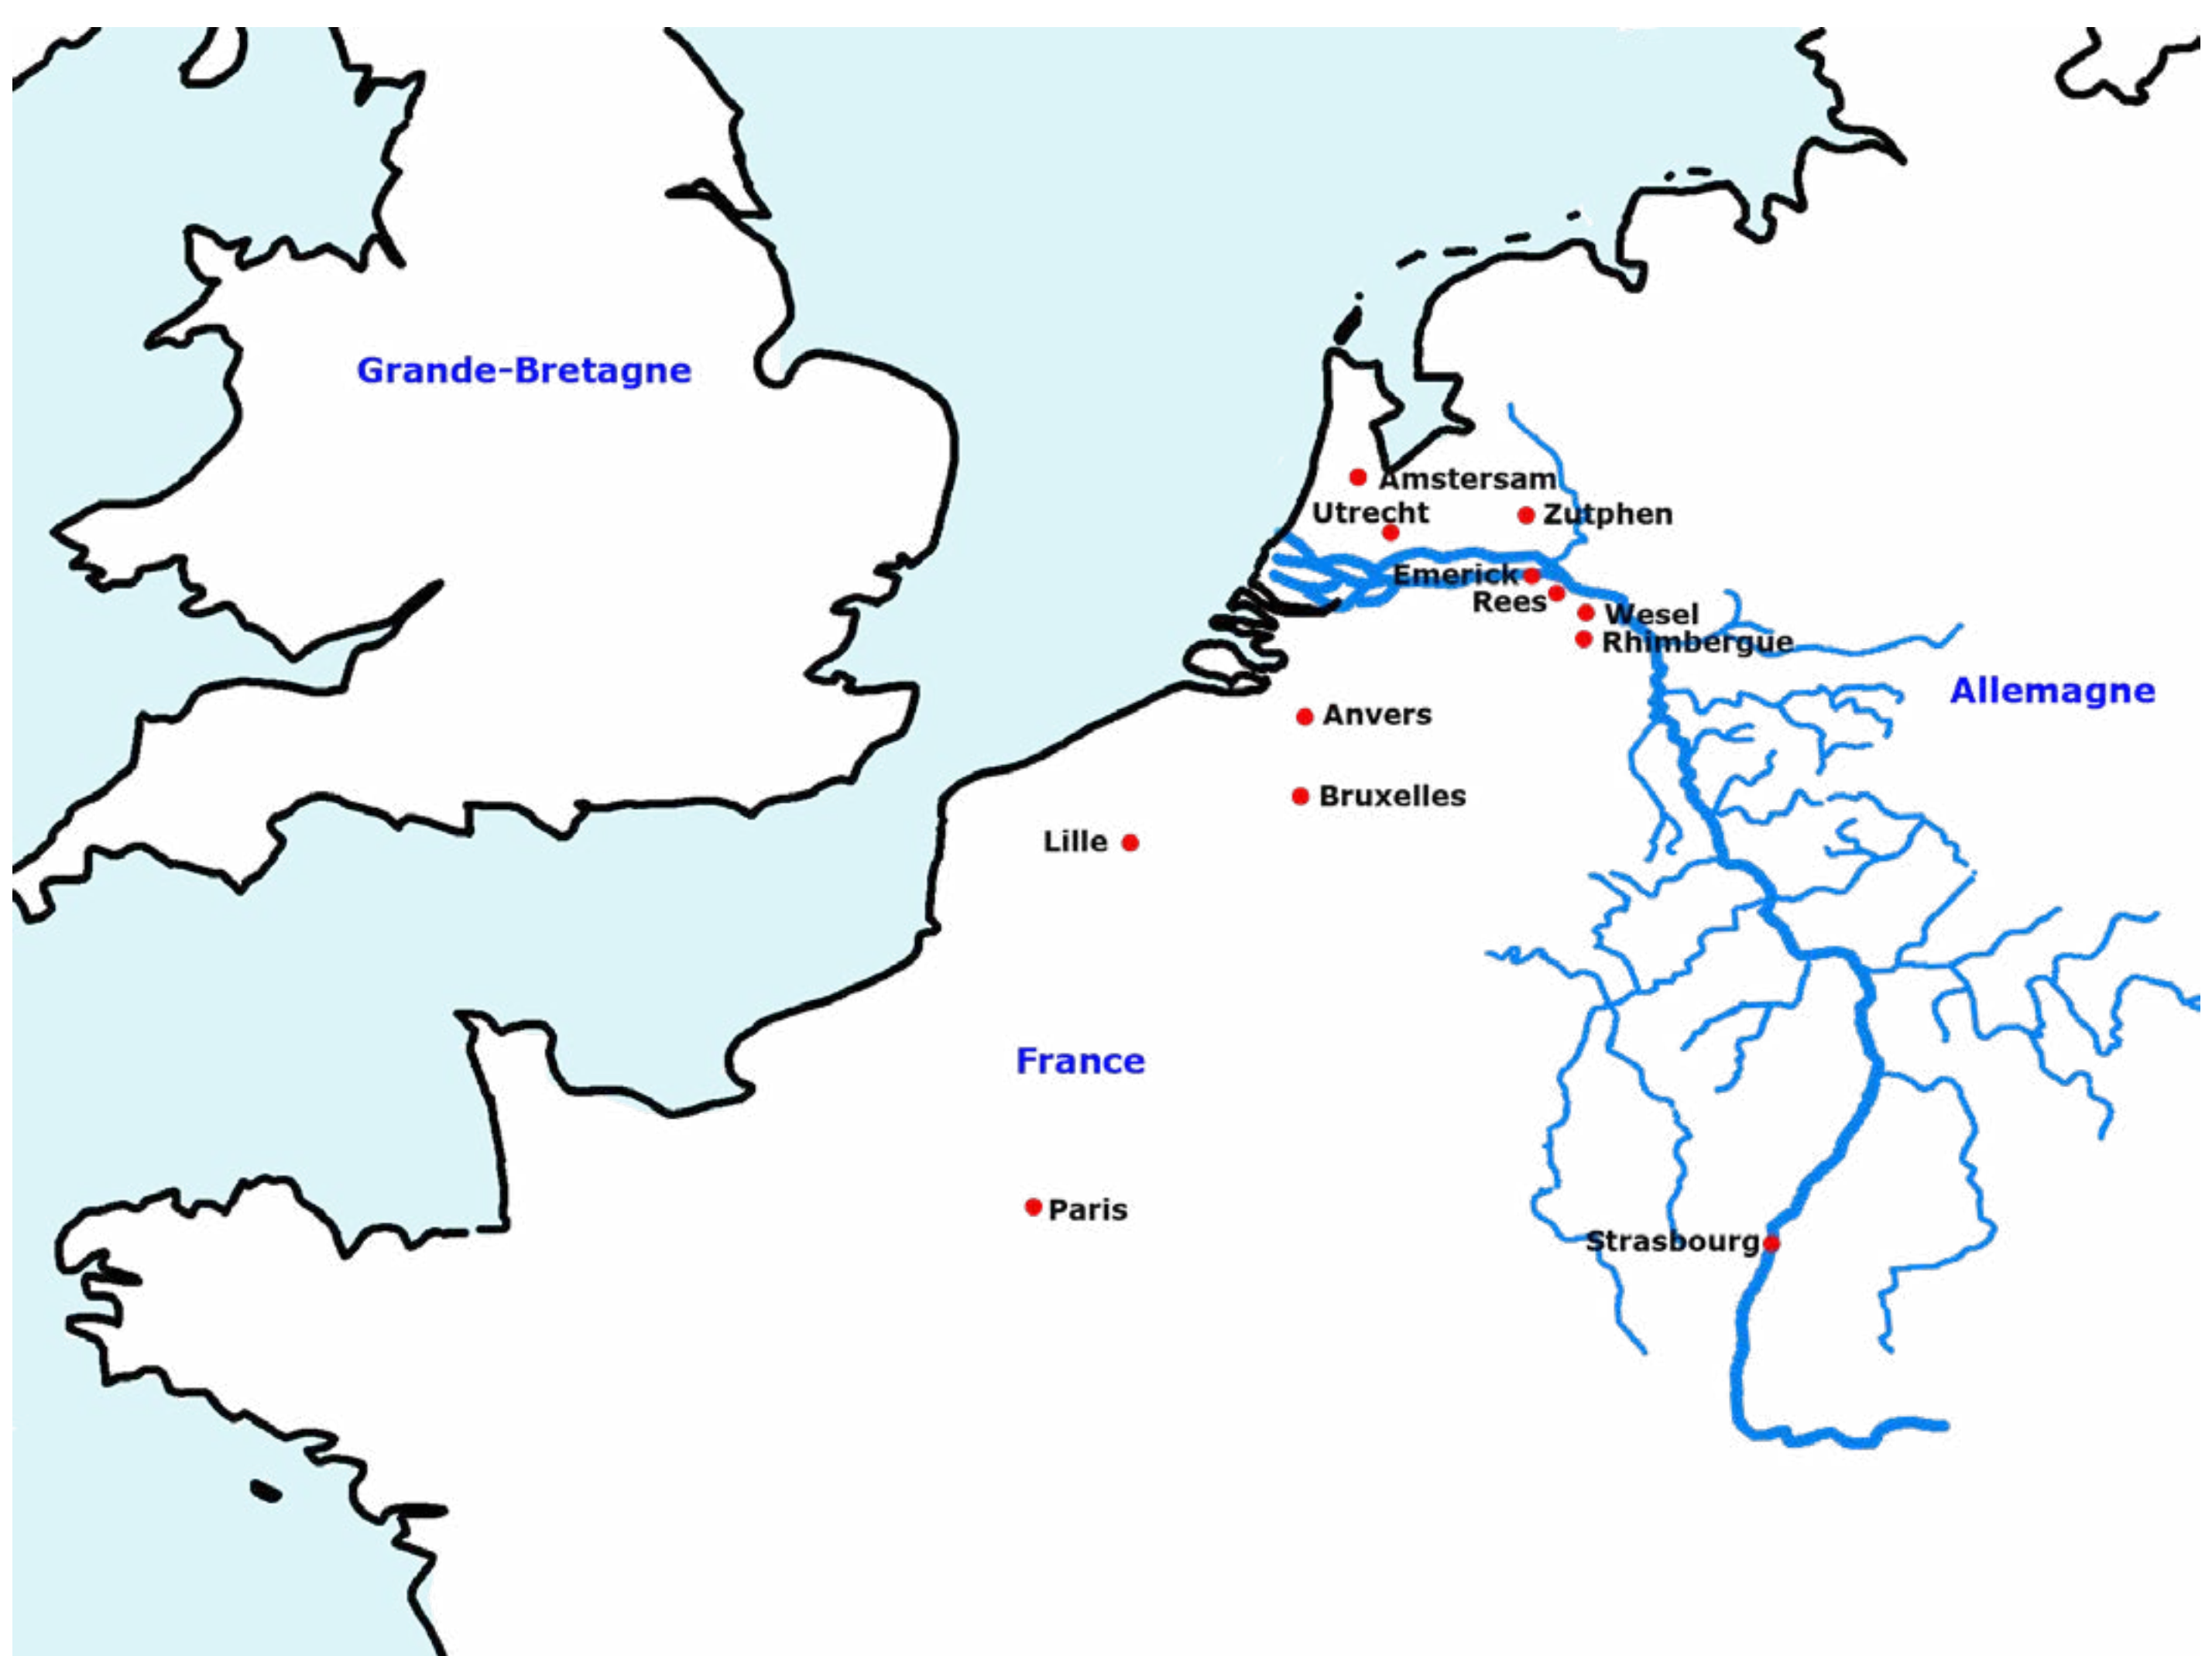 Grande-Bretagne
Amstersam
Utrecht
Zutphen
Emerick
Rees
Wesel
Rhimbergue
Allemagne
Anvers
Bruxelles
Lille
France
Paris
Strasbourg